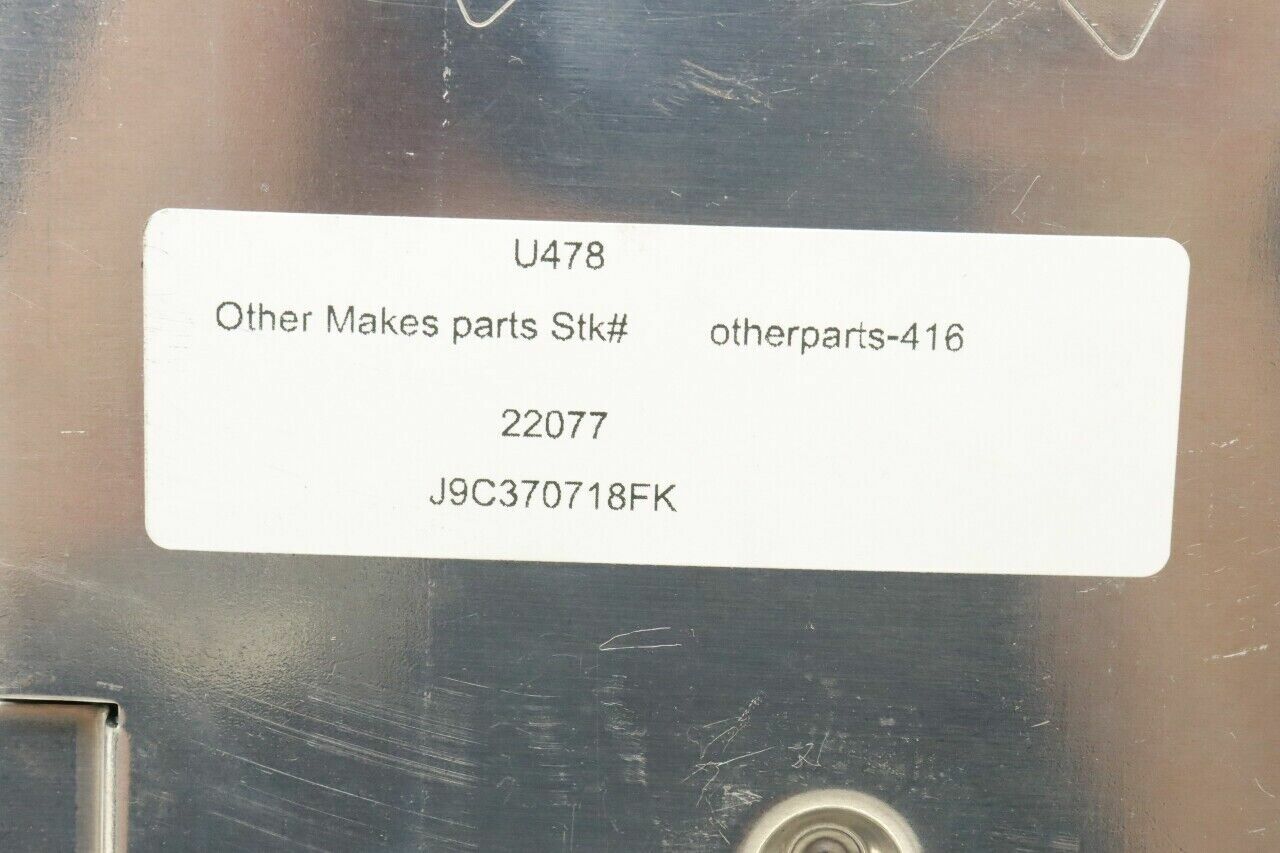 U478
Other Makes parts Stk# otherparts-416
22077
J9C370718FK